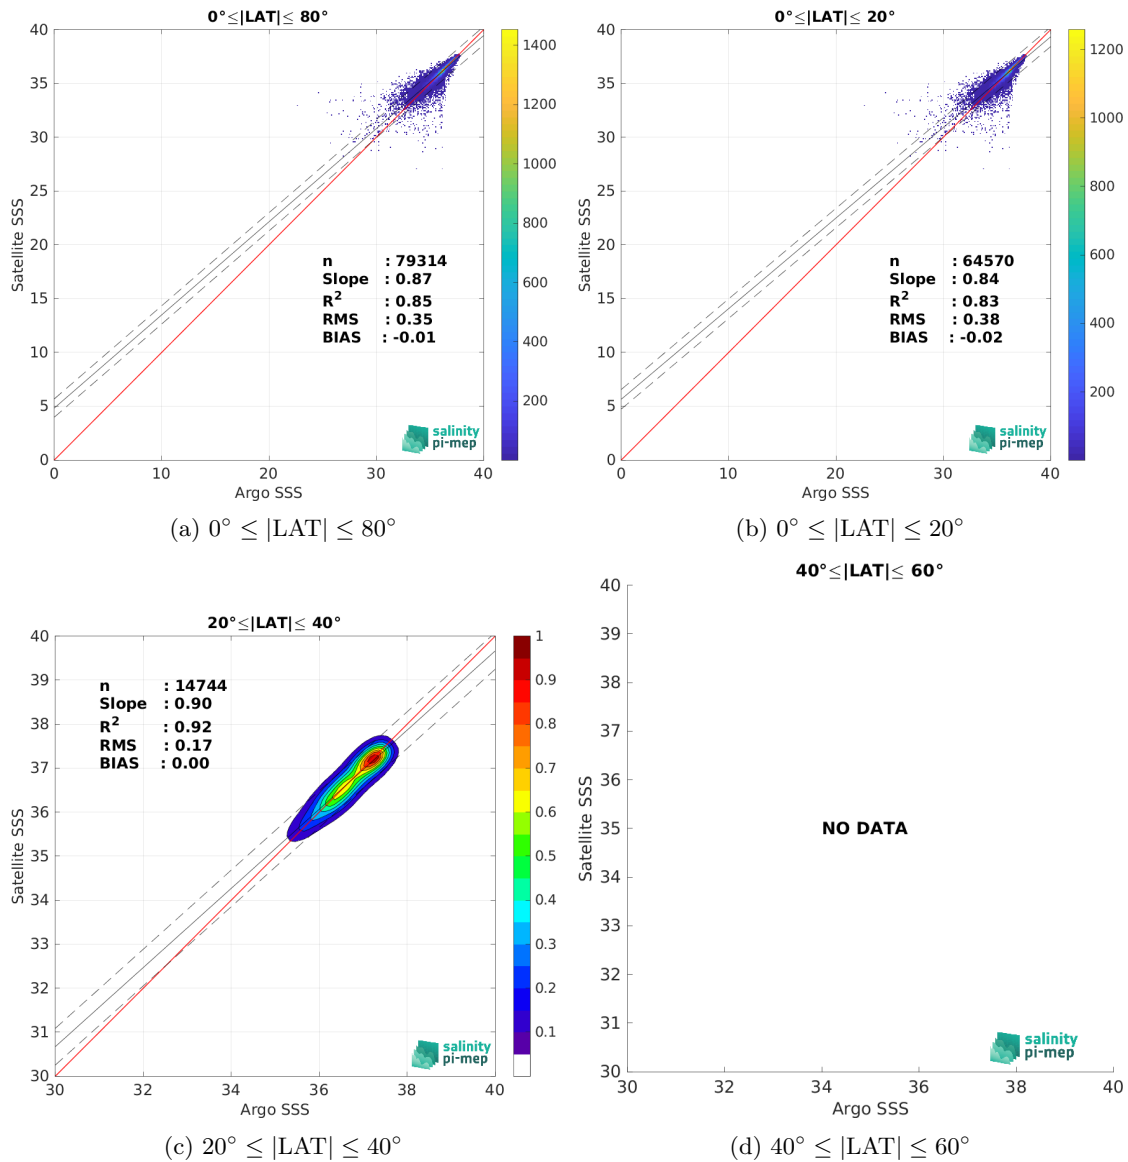 0°≤|LAT|≤ 80°
40
35
30
25
20
15
10
5
0
Satellite SSS
n : 79314
Slope : 0.87
R² : 0.85
RMS : 0.35
BIAS : -0.01
salinity
pi-mep
0 10 20 30 40
Argo SSS
1400
1200
1000
800
600
400
200
(a) 0° ≤ |LAT| ≤ 80°
0°≤|LAT|≤ 20°
40
35
30
25
20
15
10
5
0
Satellite SSS
n : 64570
Slope : 0.84
R² : 0.83
RMS : 0.38
BIAS : -0.02
salinity
pi-mep
0 10 20 30 40
Argo SSS
1200
1000
800
600
400
200
(b) 0° ≤ |LAT| ≤ 20°
20°≤|LAT|≤ 40°
40
39
38
37
36
35
34
33
32
31
30
Satellite SSS
n : 14744
Slope : 0.90
R² : 0.92
RMS : 0.17
BIAS : 0.00
salinity
pi-mep
30 32 34 36 38 40
Argo SSS
1
0.9
0.8
0.7
0.6
0.5
0.4
0.3
0.2
0.1
(c) 20° ≤ |LAT| ≤ 40°
40°≤|LAT|≤ 60°
40
39
38
37
36
35
34
33
32
31
30
Satellite SSS
NO DATA
salinity
pi-mep
30 32 34 36 38 40
Argo SSS
(d) 40° ≤ |LAT| ≤ 60°